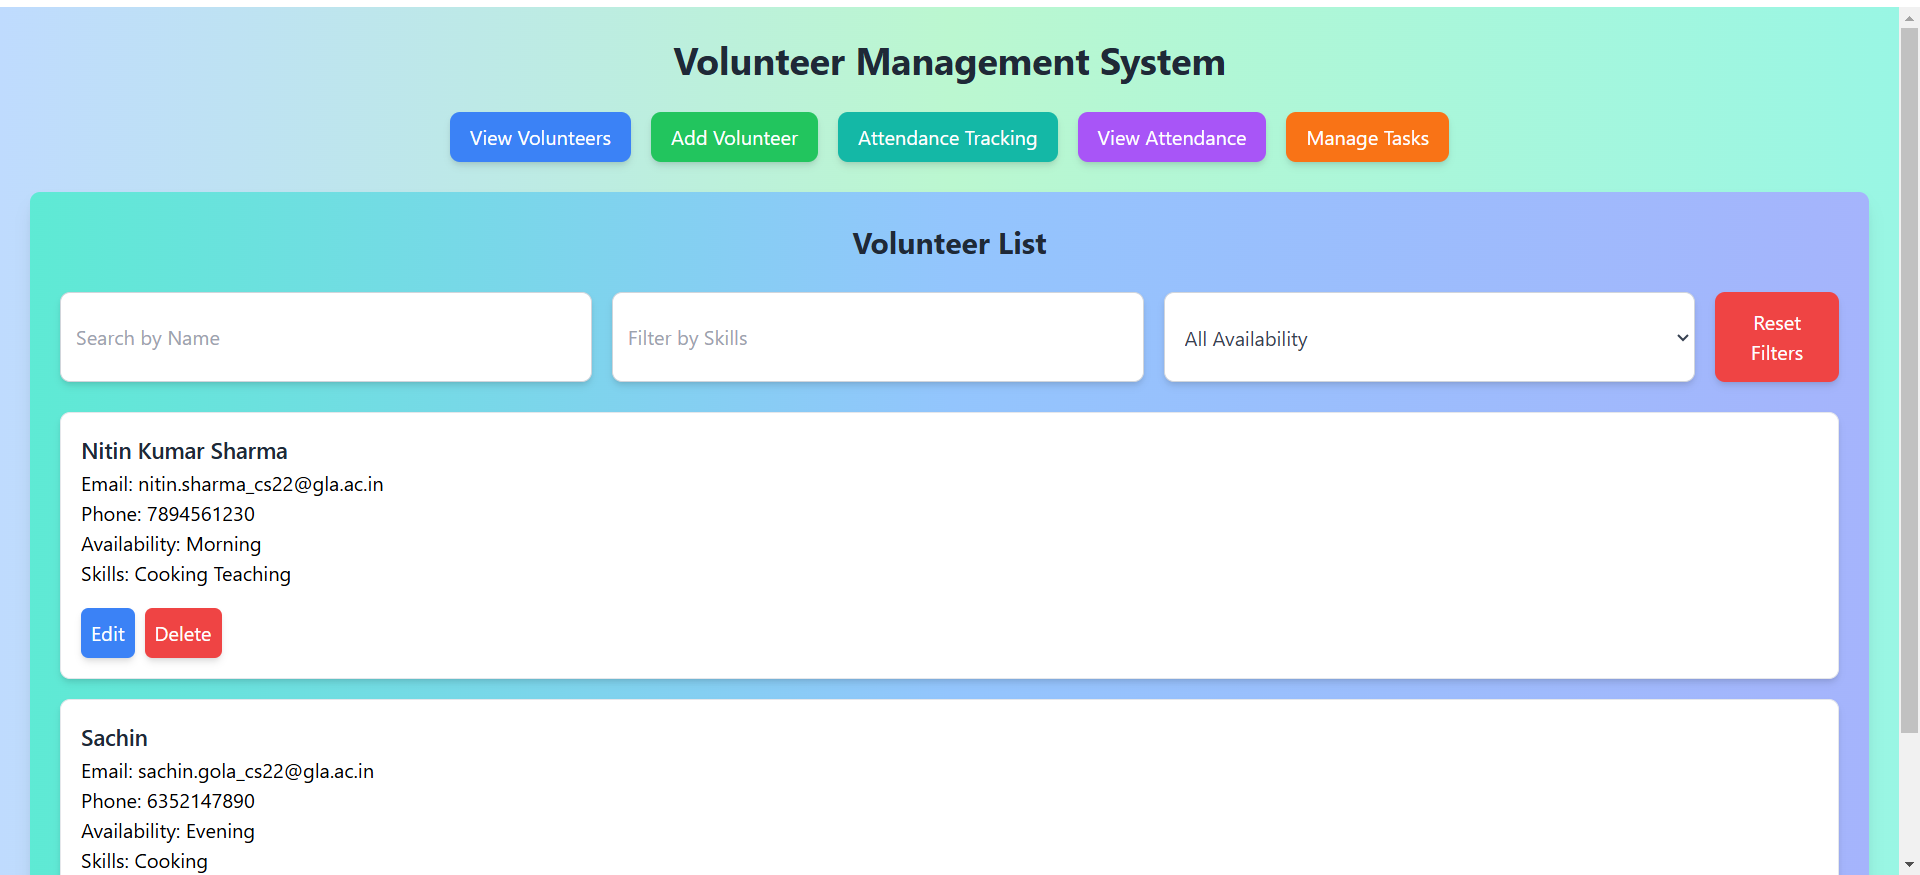 Volunteer Management System
View Volunteers Add Volunteer Attendance Tracking View Attendance Manage Tasks
Volunteer List
Search by Name Filter by Skills All Availability Reset
Filters
Nitin Kumar Sharma
Email: nitin.sharma_cs22@gla.ac.in
Phone: 7894561230
Availability: Morning
Skills: Cooking Teaching
Edit Delete
Sachin
Email: sachin.gola_cs22@gla.ac.in
Phone: 6352147890
Availability: Evening
Skills: Cooking